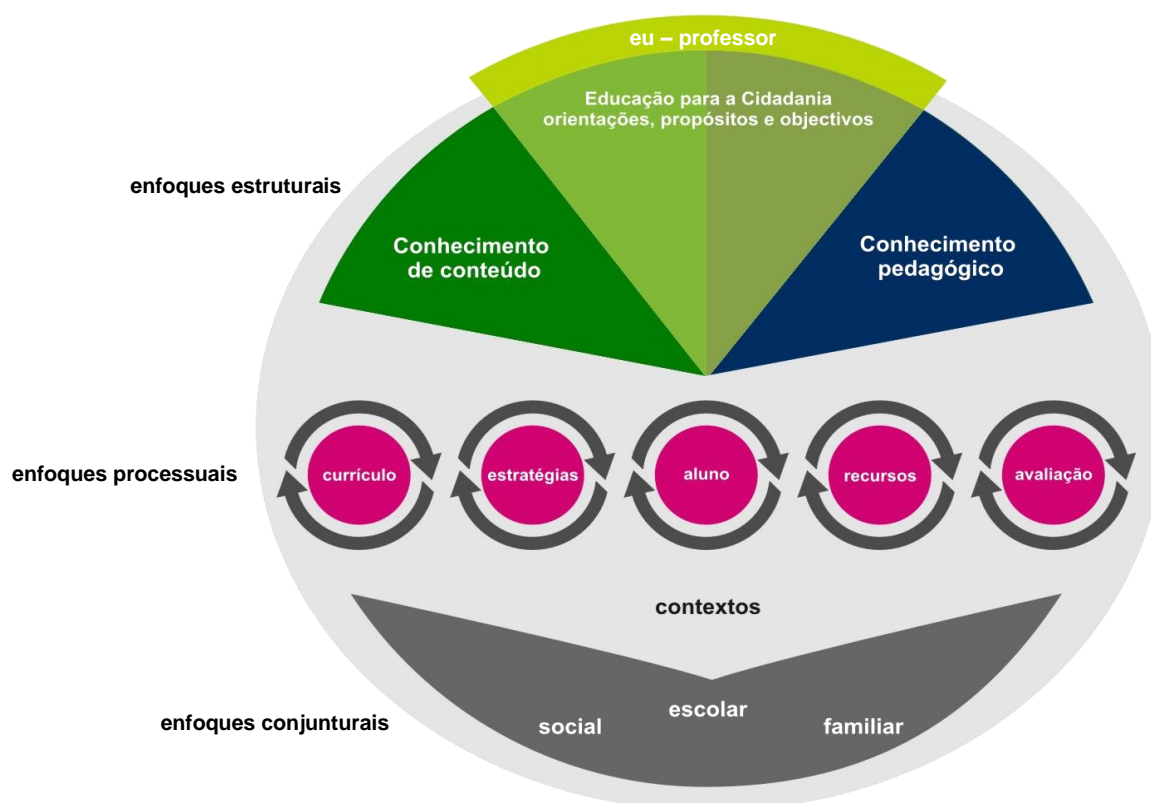 eu – professor
Educação para a Cidadania
orientações, propósitos e objectivos
enfoques estruturais
Conhecimento
de conteúdo
Conhecimento
pedagógico
enfoques processuais
currículo
estratégias
aluno
recursos
avaliação
contextos
enfoques conjunturais
social
escolar
familiar